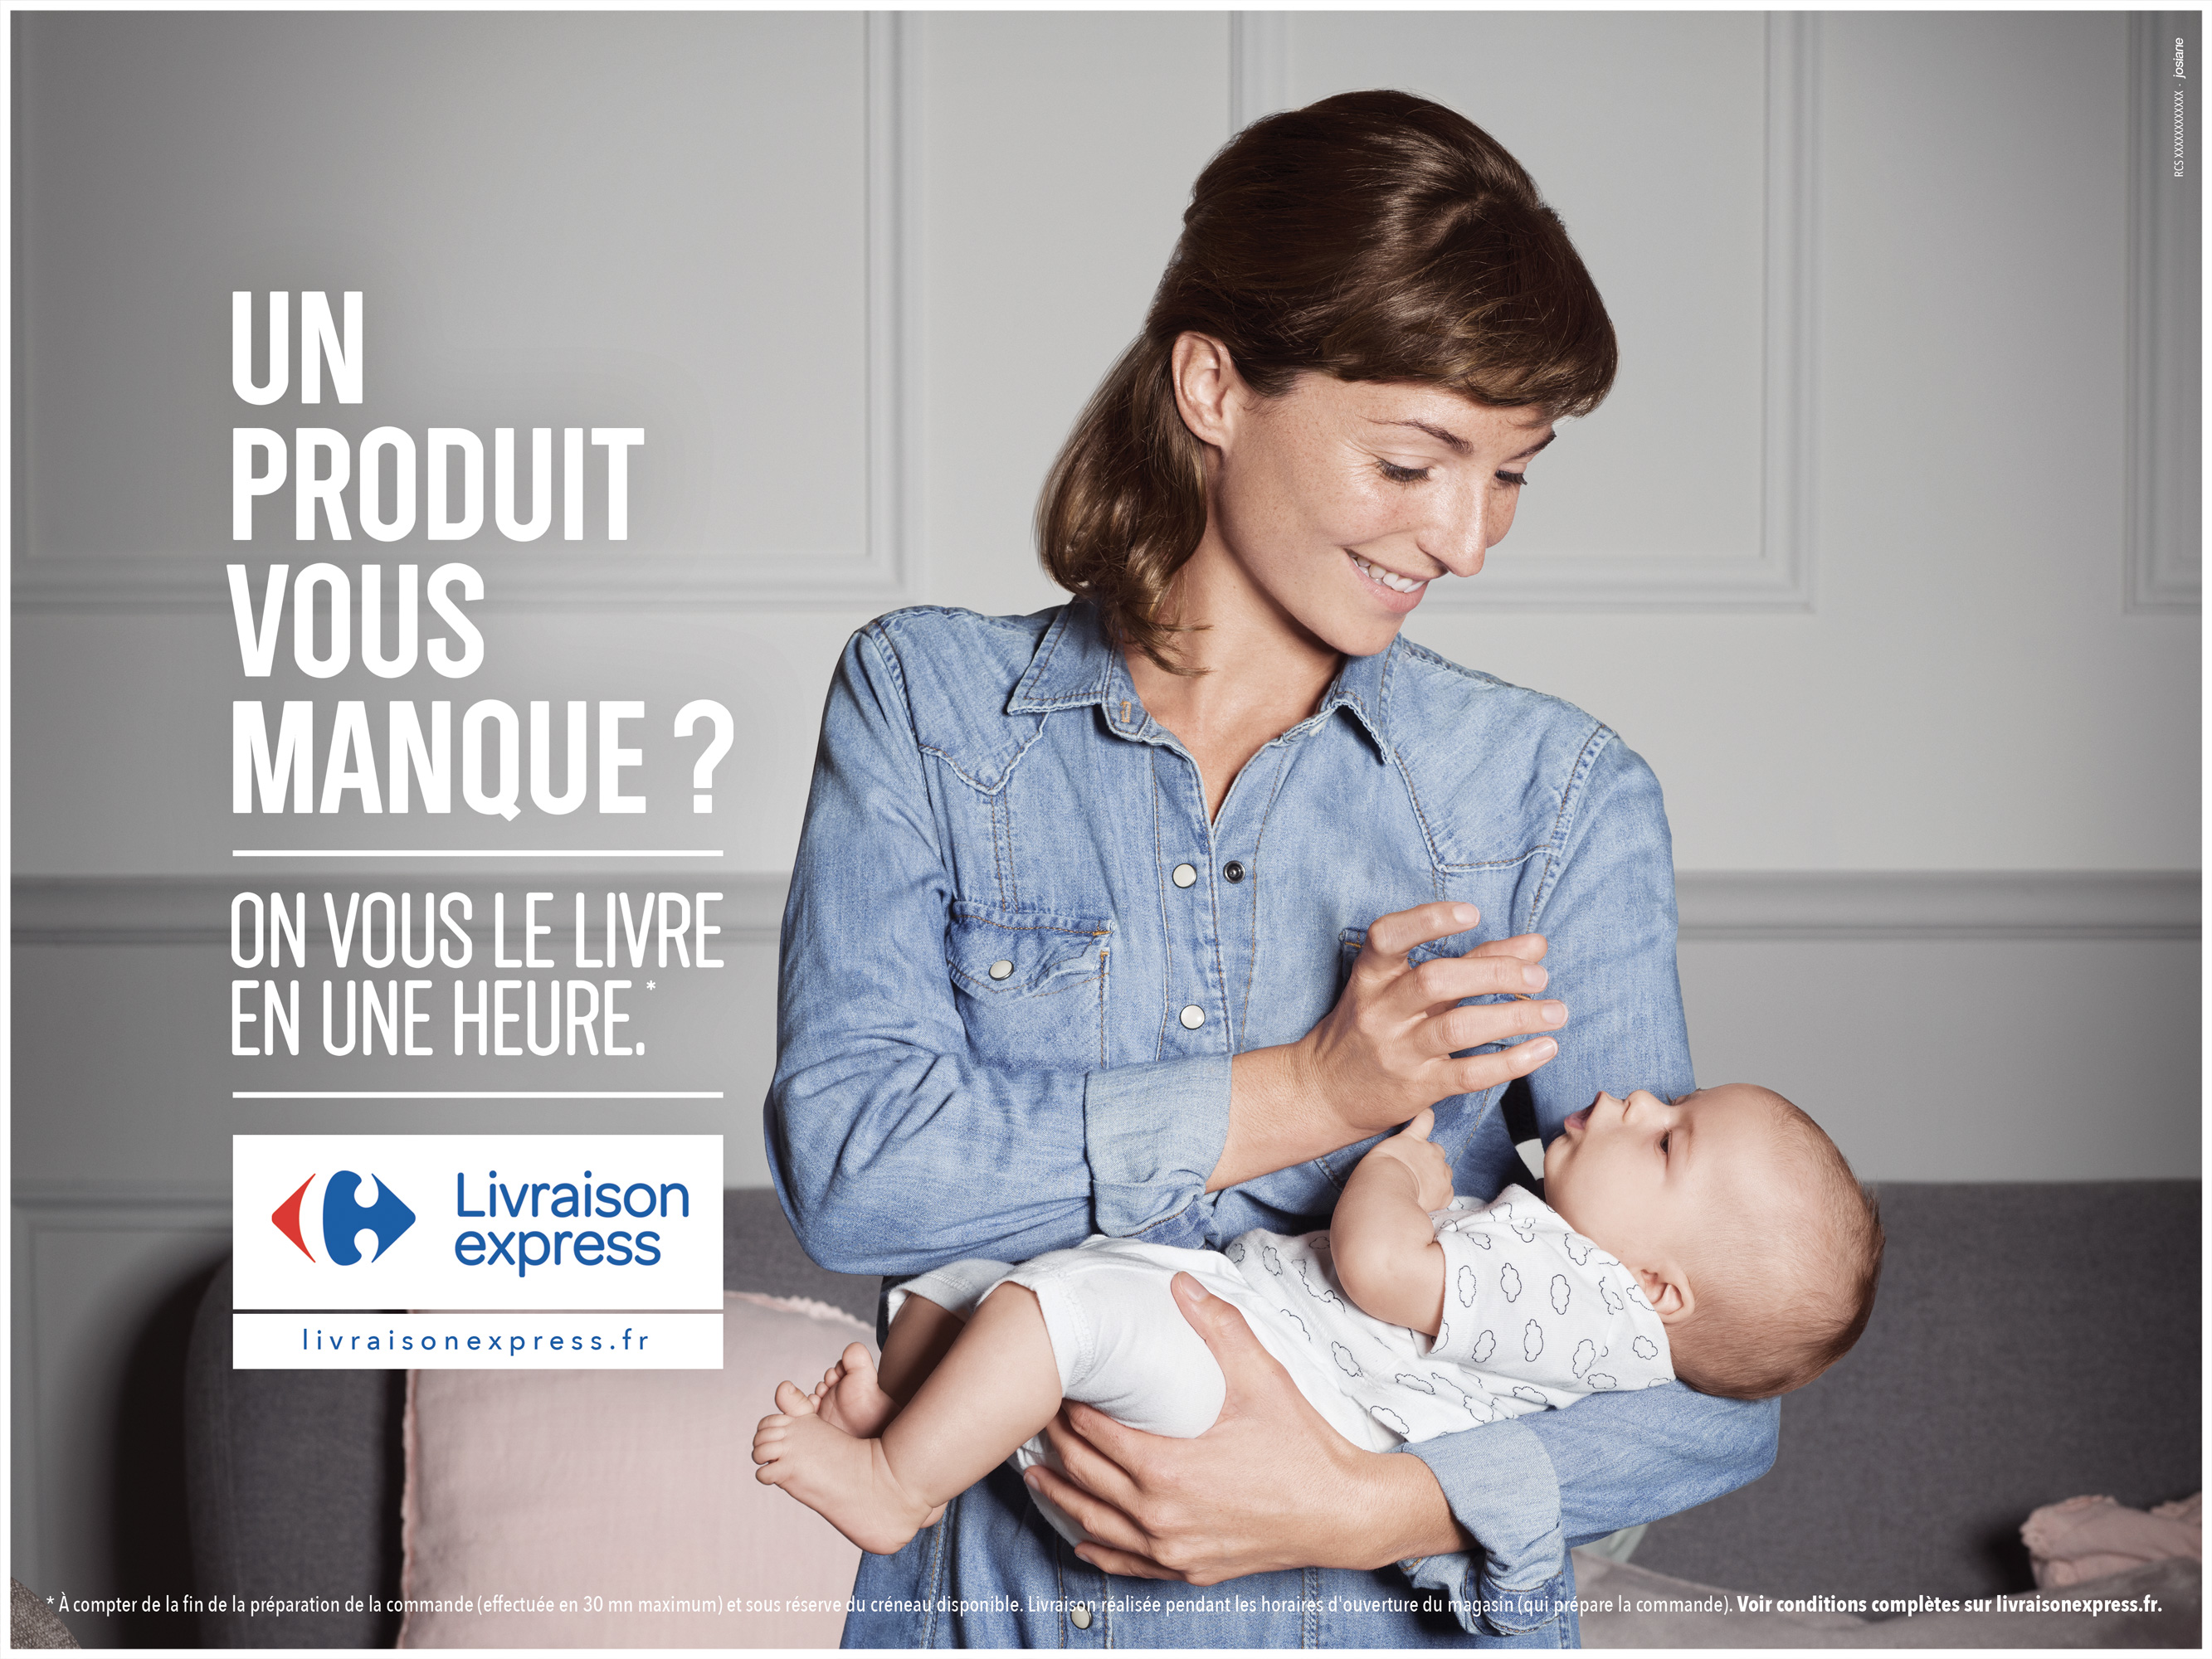 UN
PRODUIT
VOUS
MANQUE ?
ON VOUS LE LIVRE
EN UNE HEURE.*
Livraison
express
livraisonexpress.fr
* À compter de la fin de la préparation de la commande (effectuée en 30 mn maximum) et sous réserve du créneau disponible. Livraison réalisée pendant les horaires d'ouverture du magasin (qui prépare la commande). Voir conditions complètes sur livraisonexpress.fr.
RCS XXXXXXXXXXX - josiane